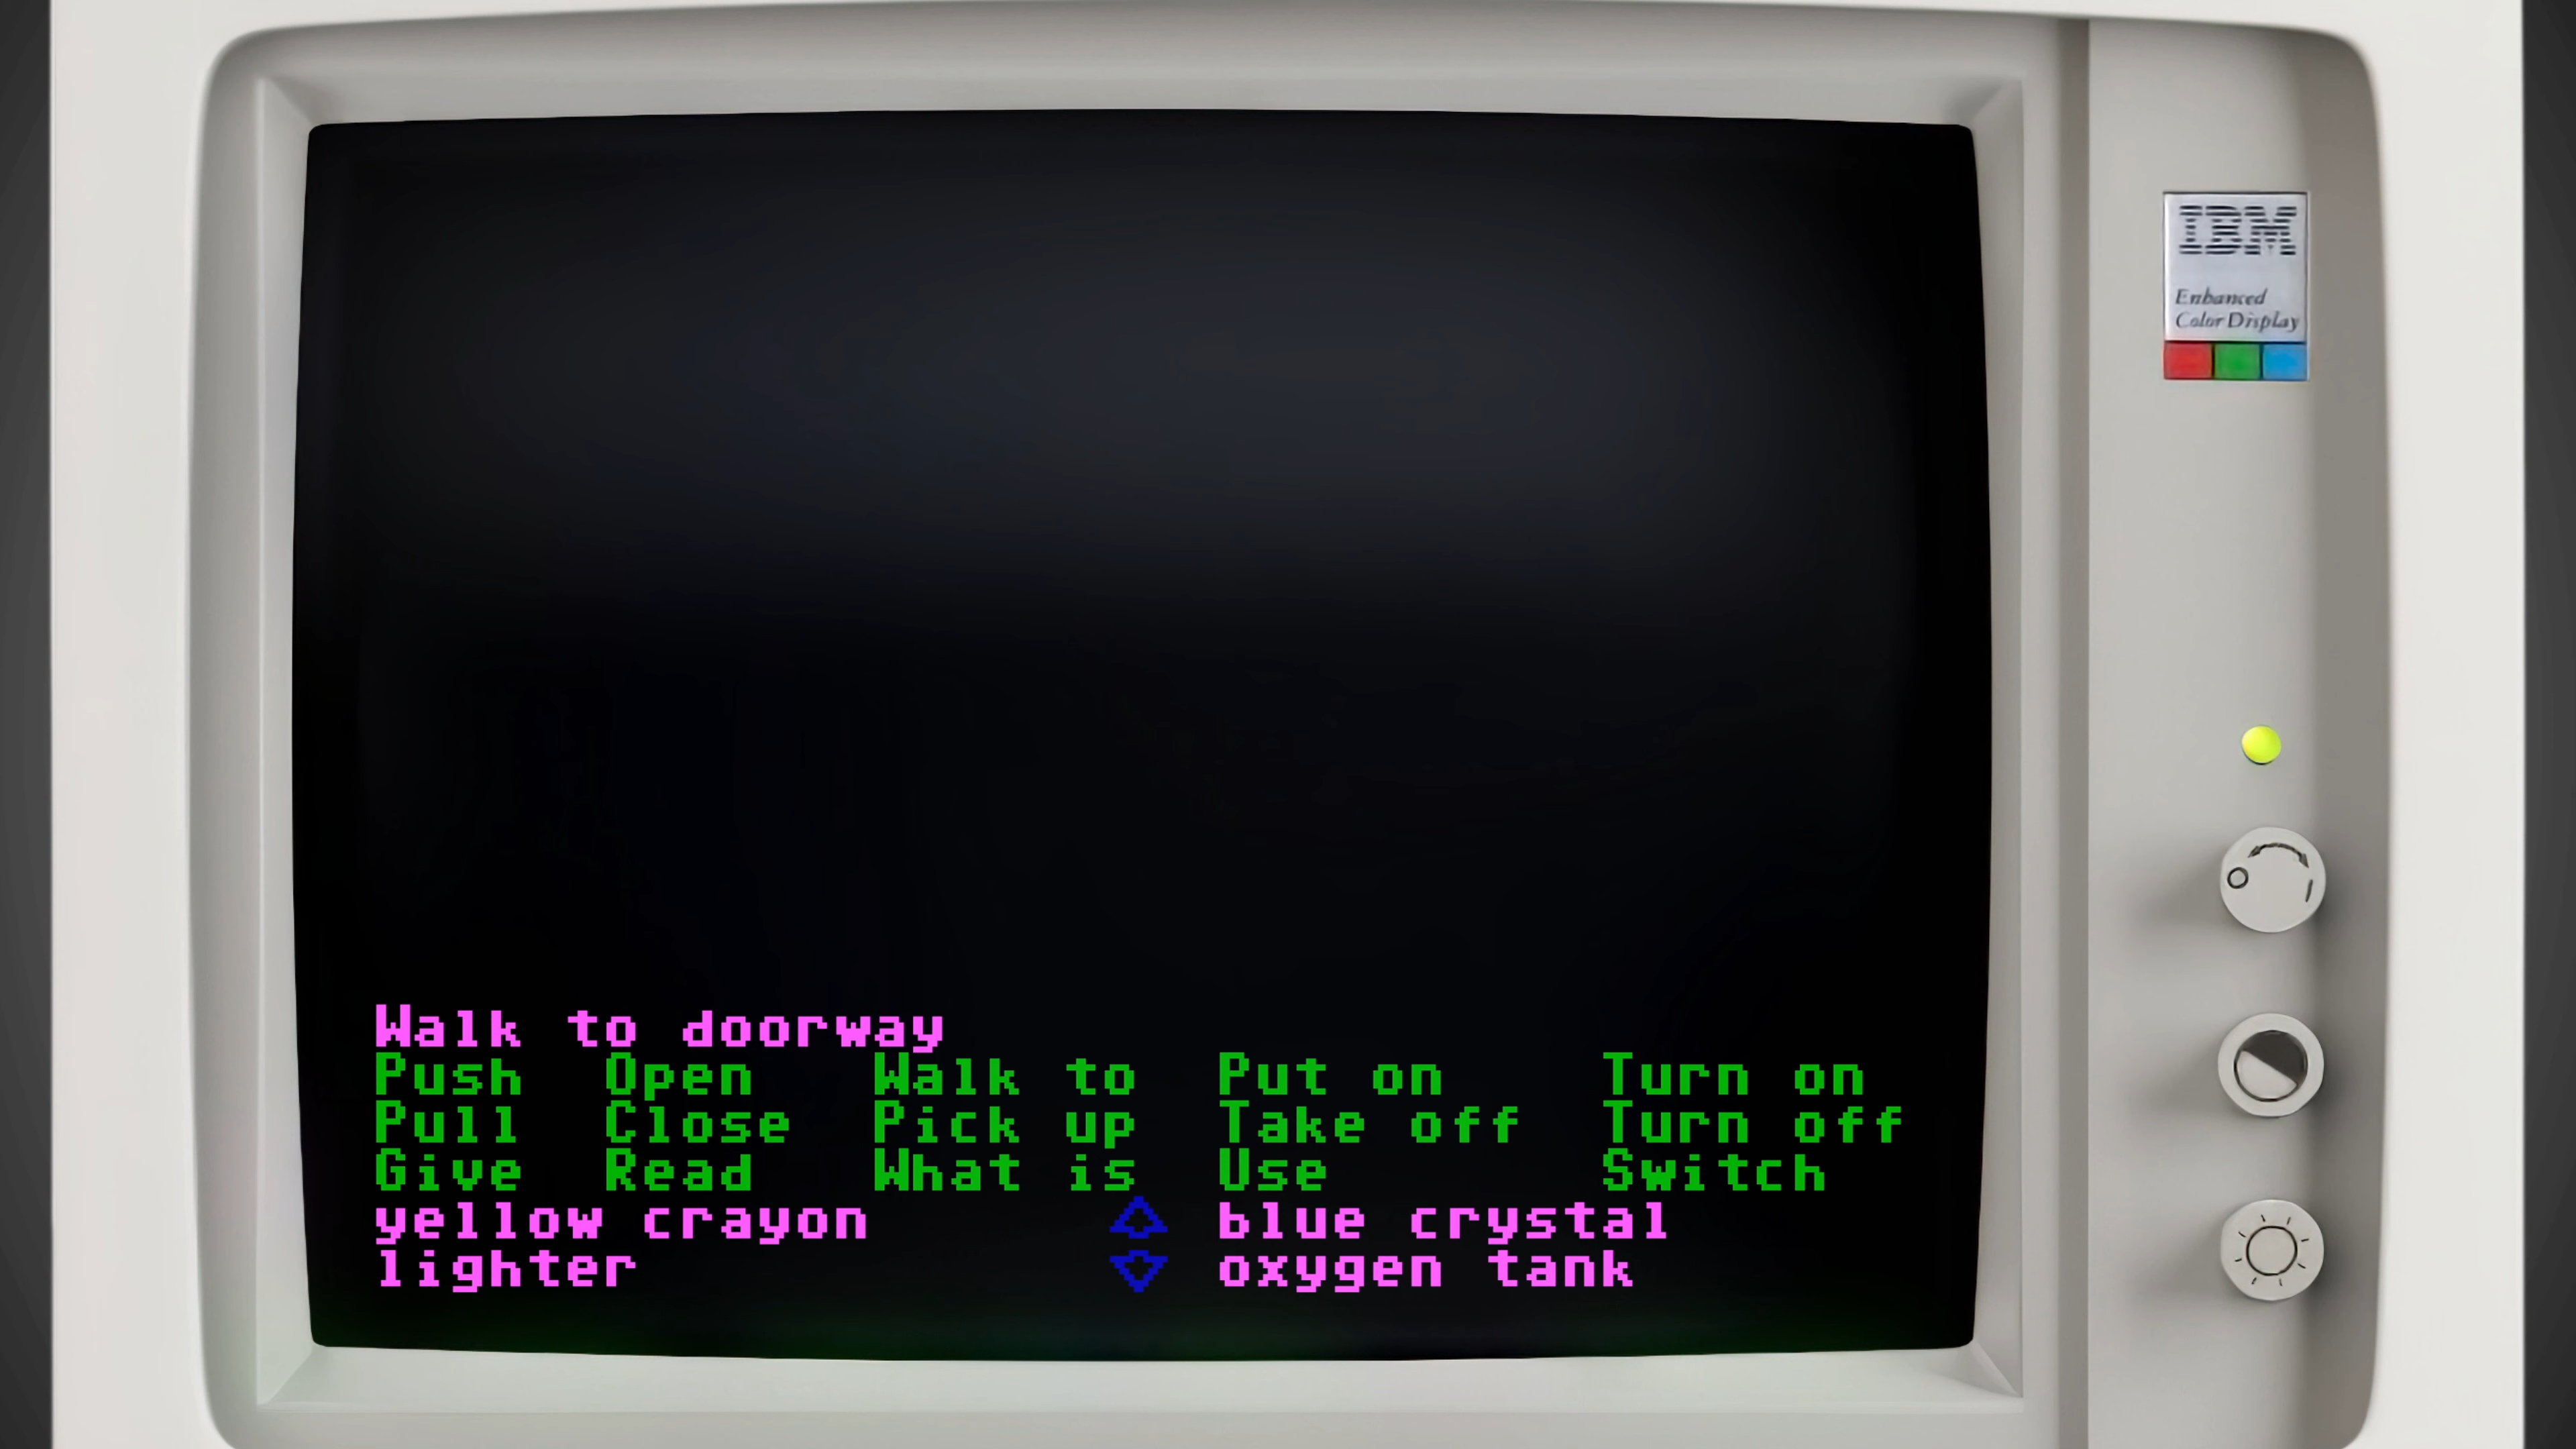 IBM
Enhanced
Color Display
Walk to doorway
Push Open Walk to Put on Turn on
Pull Close Pick up Take off Turn off
Give Read What is Use Switch
yellow crayon blue crystal
lighter oxygen tank